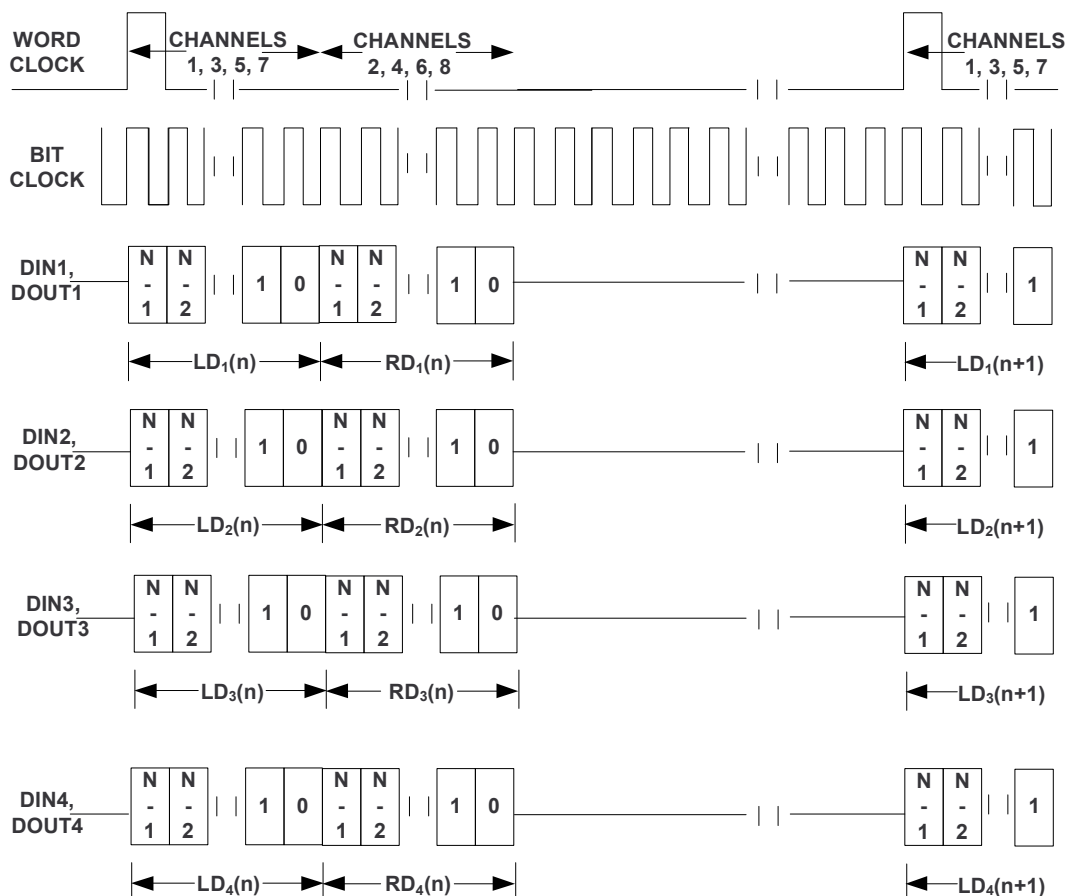 WORD
CLOCK
CHANNELS
1, 3, 5, 7
CHANNELS
2, 4, 6, 8
CHANNELS
1, 3, 5, 7
BIT
CLOCK
DIN1,
DOUT1
N
-
1
N
-
2
1
0
N
-
1
N
-
2
1
0
N
-
1
N
-
2
1
LD₁(n)
RD₁(n)
LD₁(n+1)
DIN2,
DOUT2
N
-
1
N
-
2
1
0
N
-
1
N
-
2
1
0
N
-
1
N
-
2
1
LD₂(n)
RD₂(n)
LD₂(n+1)
DIN3,
DOUT3
N
-
1
N
-
2
1
0
N
-
1
N
-
2
1
0
N
-
1
N
-
2
1
LD₃(n)
RD₃(n)
LD₃(n+1)
DIN4,
DOUT4
N
-
1
N
-
2
1
0
N
-
1
N
-
2
1
0
N
-
1
N
-
2
1
LD₄(n)
RD₄(n)
LD₄(n+1)